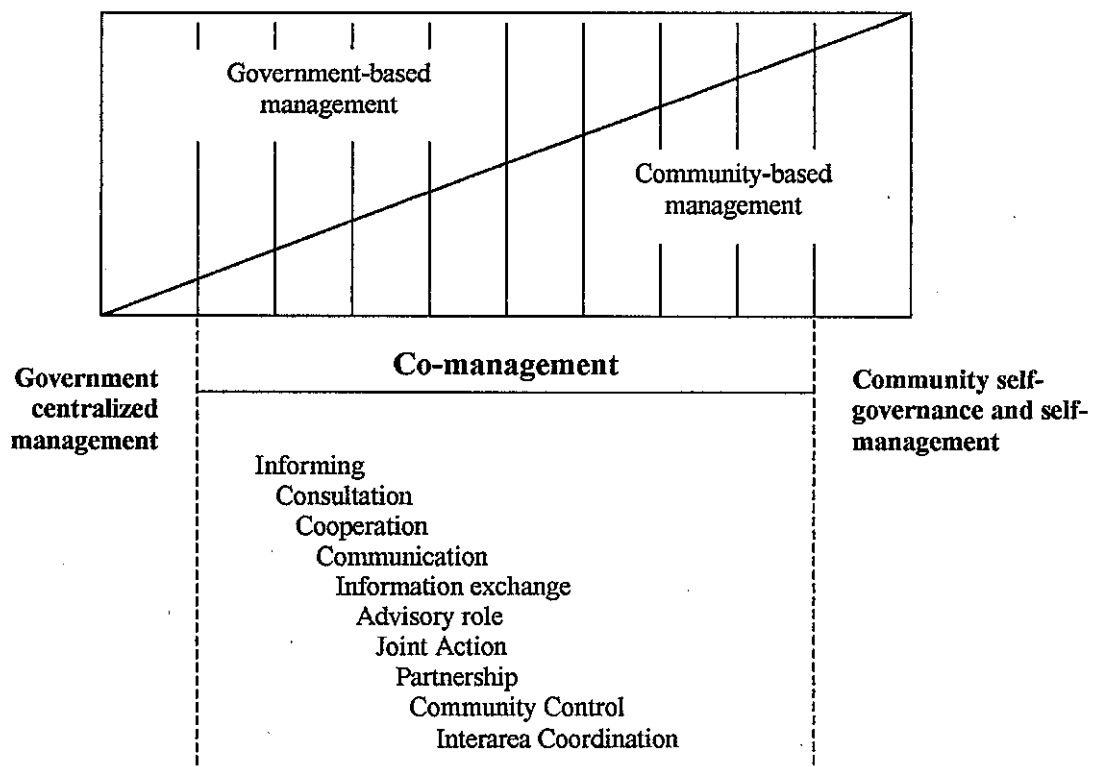 Government-based
management
Community-based
management
Government
centralized
management
Co-management
Community self-
governance and self-
management
Informing
Consultation
Cooperation
Communication
Information exchange
Advisory role
Joint Action
Partnership
Community Control
Interarea Coordination